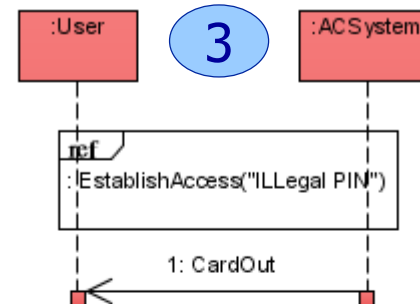 :User
3
:ACSystem
ref
: EstablishAccess("ILLegal PIN")
1: CardOut